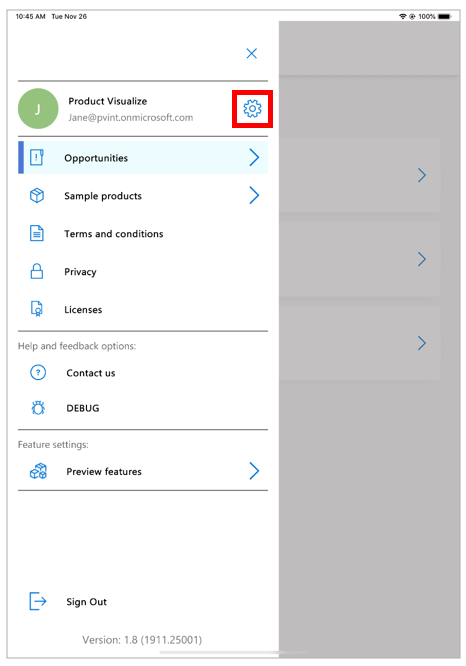 10:45 AM Tue Nov 26
100%
J
Product Visualize
Jane@pvint.onmicrosoft.com
Opportunities
Sample products
Terms and conditions
Privacy
Licenses
Help and feedback options:
Contact us
DEBUG
Feature settings:
Preview features
Sign Out
Version: 1.8 (1911.25001)